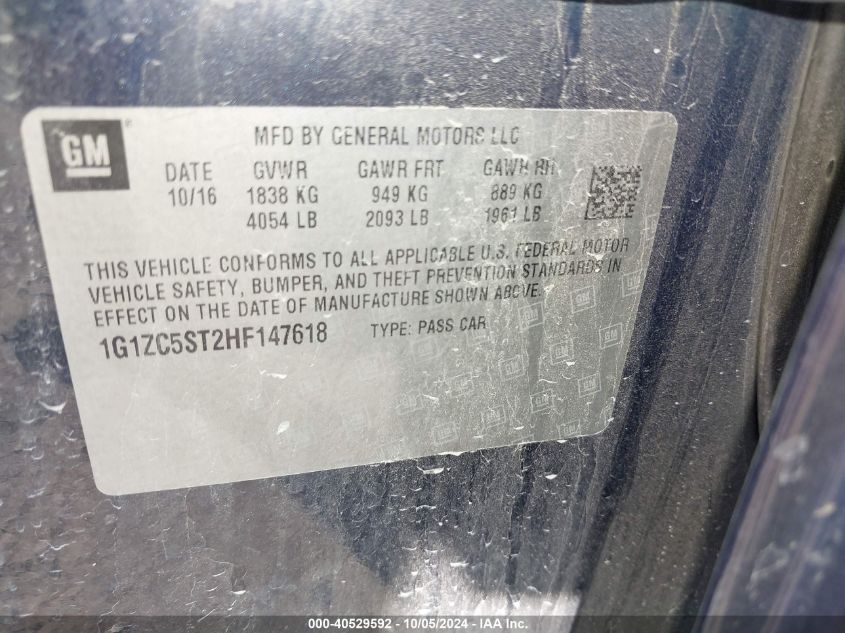 GM ®
MFD BY GENERAL MOTORS LLC
DATE GVWR GAWR FRT GAWR RR
10/16 1838 KG 949 KG 889 KG
4054 LB 2093 LB 1961 LB
THIS VEHICLE CONFORMS TO ALL APPLICABLE U.S. FEDERAL MOTOR
VEHICLE SAFETY, BUMPER, AND THEFT PREVENTION STANDARDS IN
EFFECT ON THE DATE OF MANUFACTURE SHOWN ABOVE.
1G1ZC5ST2HF147618 TYPE: PASS CAR
000-40529592 - 10/05/2024 - IAA Inc.